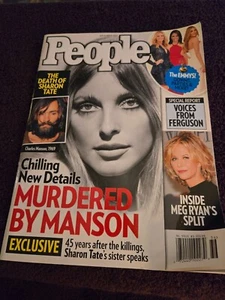 People
THE DEATH
OF SHARON
TATE
Charles Manson, 1969
The EMMYS!
SPECIAL REPORT
VOICES
FROM
FERGUSON
Chilling
New Details
MURDERED
BY MANSON
EXCLUSIVE 45 years after the killings,
Sharon Tate's sister speaks
INSIDE
MEG RYAN'S
SPLIT